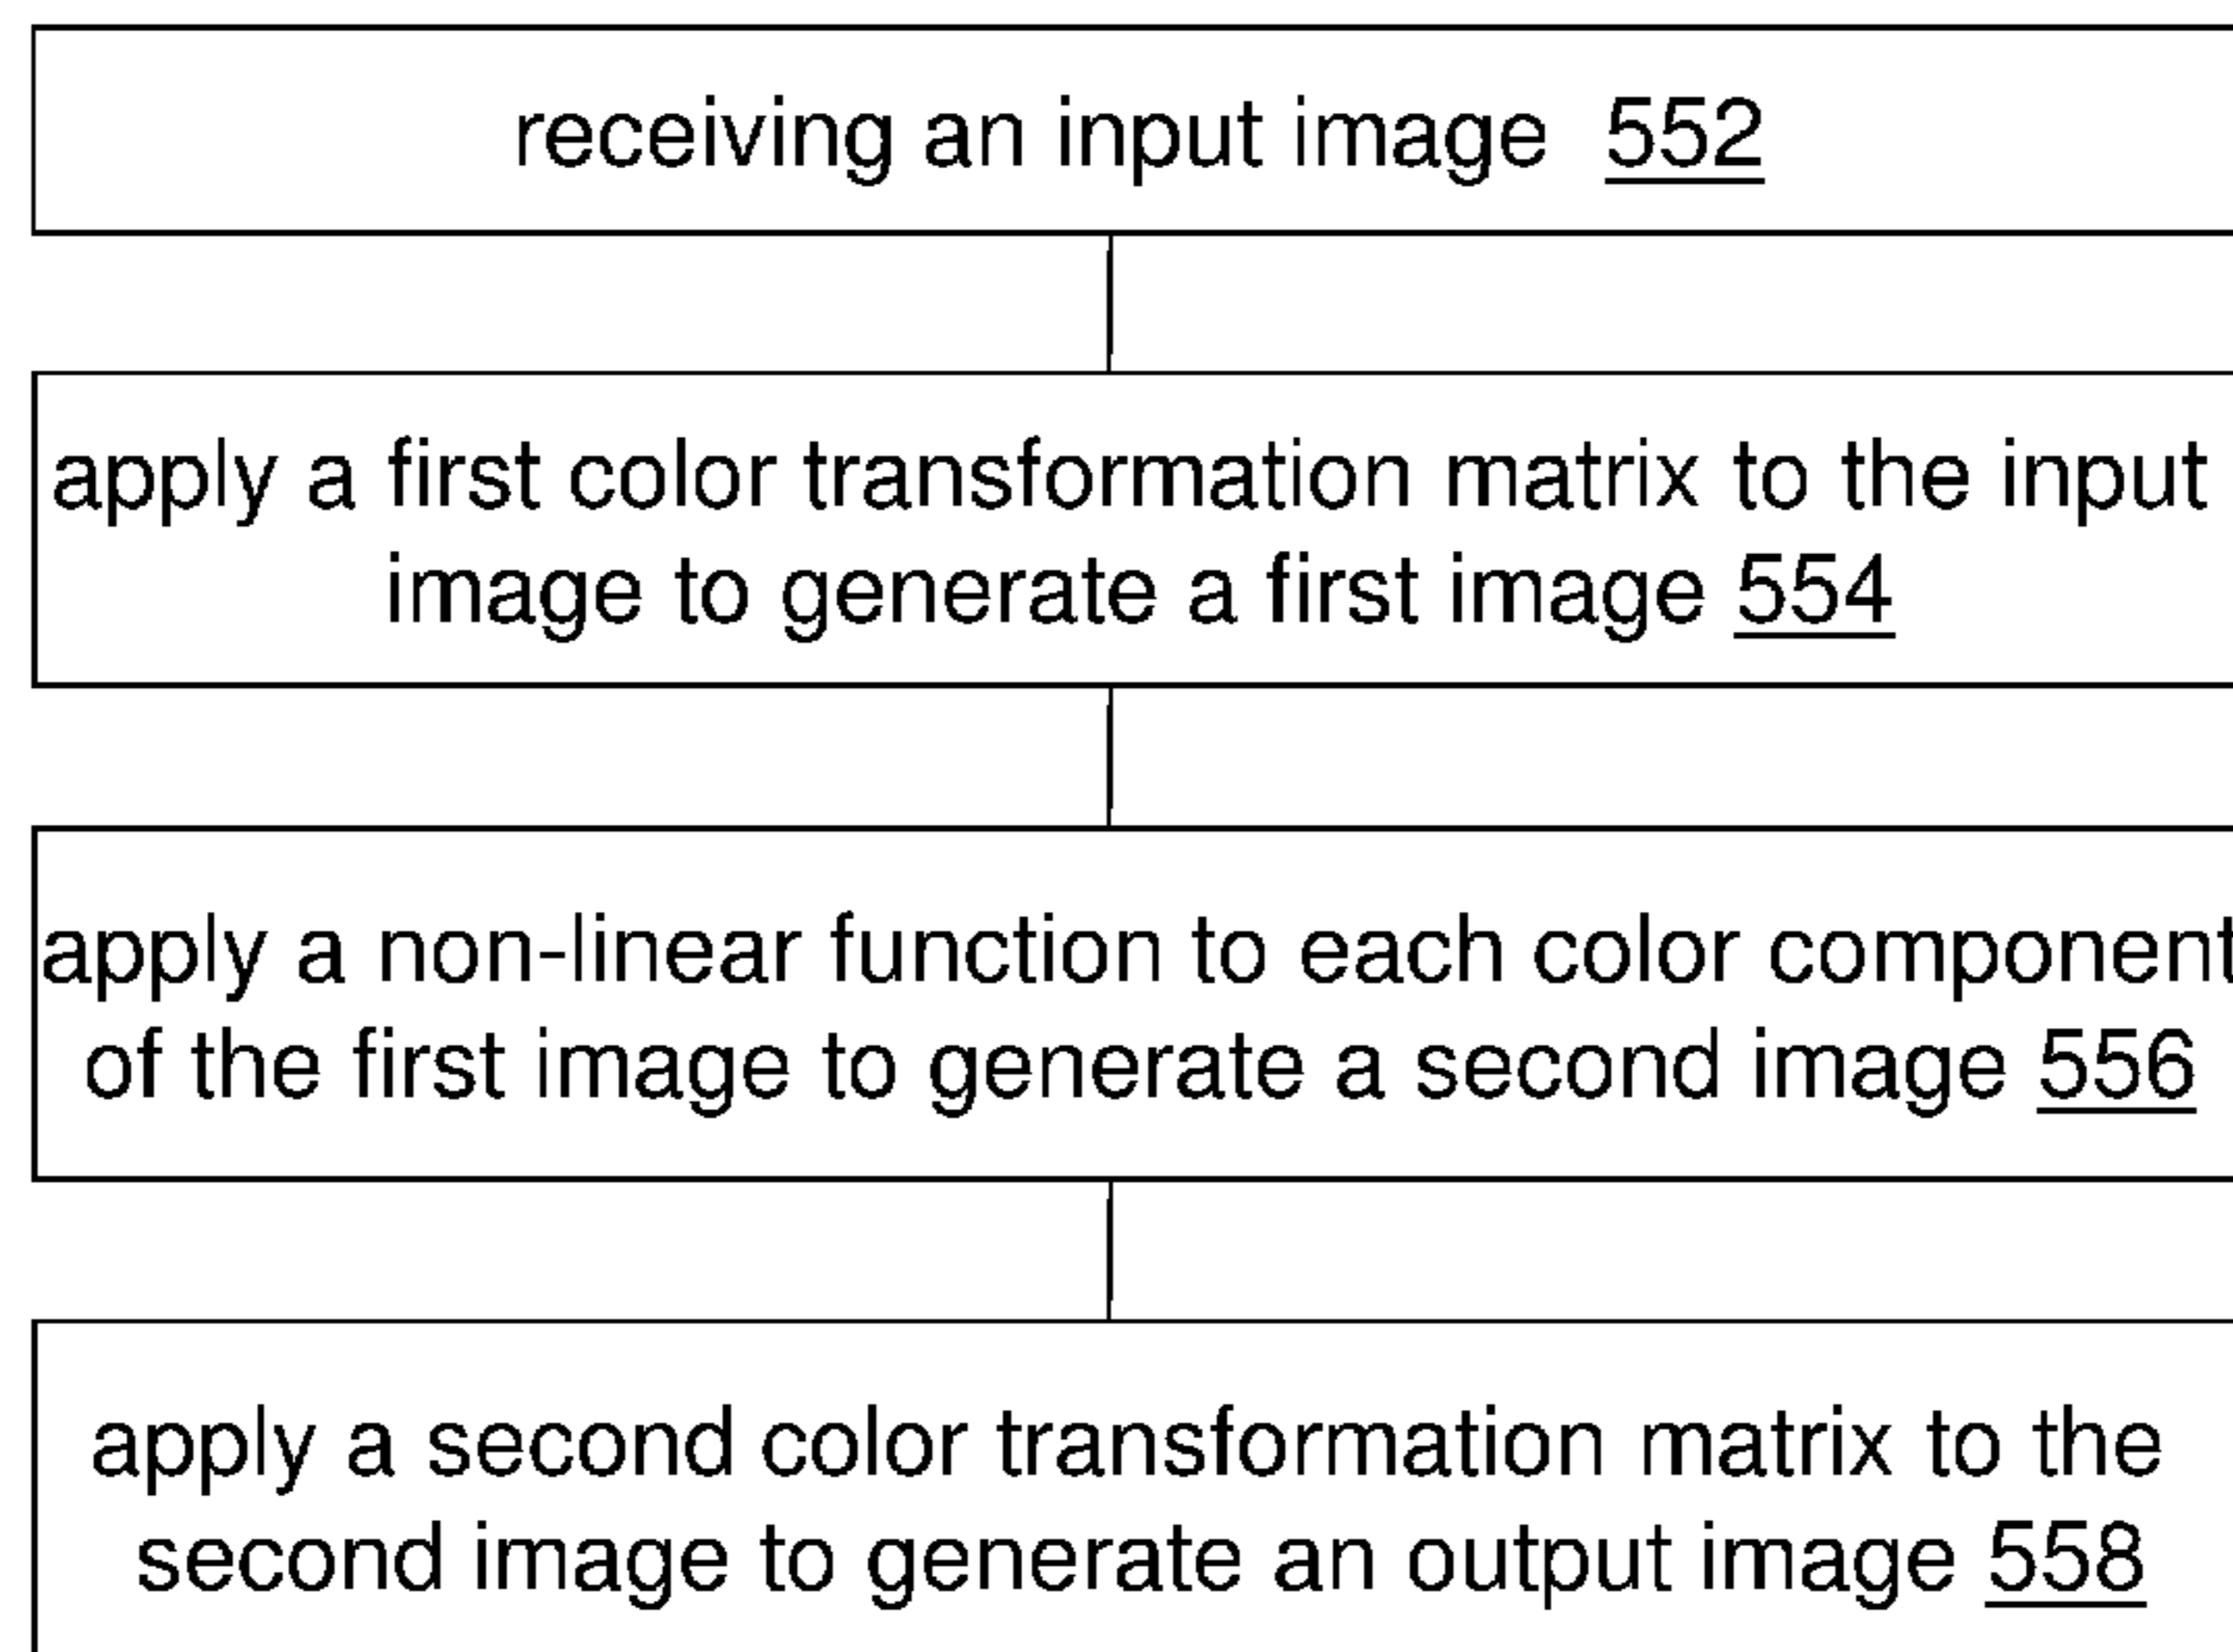 receiving an input image 552
apply a first color transformation matrix to the input
image to generate a first image 554
apply a non-linear function to each color component
of the first image to generate a second image 556
apply a second color transformation matrix to the
second image to generate an output image 558